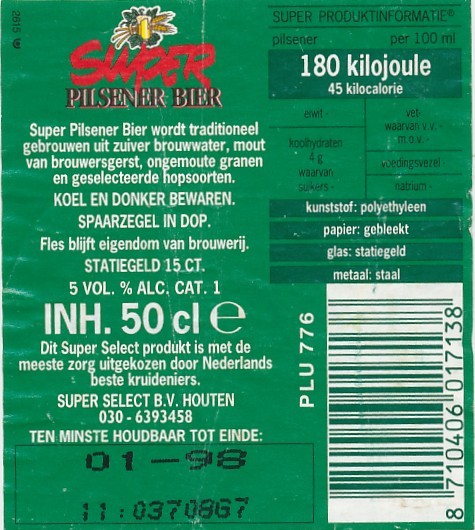 2615
SUPER
PILSENER BIER
Super Pilsener Bier wordt traditioneel
gebrouwen uit zuiver brouwwater, mout
van brouwersgerst, ongemoute granen
en geselecteerde hopsoorten.
KOEL EN DONKER BEWAREN.
SPAARZEGEL IN DOP.
Fles blijft eigendom van brouwerij.
STATIEGELD 15 CT.
5 VOL. % ALC. CAT. 1
INH. 50 cl e
Dit Super Select produkt is met de
meeste zorg uitgekozen door Nederlands
beste kruideniers.
SUPER SELECT B.V. HOUTEN
030 - 6393458
TEN MINSTE HOUDBAAR TOT EINDE:
01-98
11:0370867
SUPER PRODUKTINFORMATIE®
pilsener per 100 ml
180 kilojoule
45 kilocalorie
eiwit -
koolhydraten
4 g
waarvan
suikers -
vet-
waarvan v.v. -
m.o.v. -
voedingsvezel -
natrium -
kunststof: polyethyleen
papier: gebleekt
glas: statiegeld
metaal: staal
PLU 776
8 710406 017138